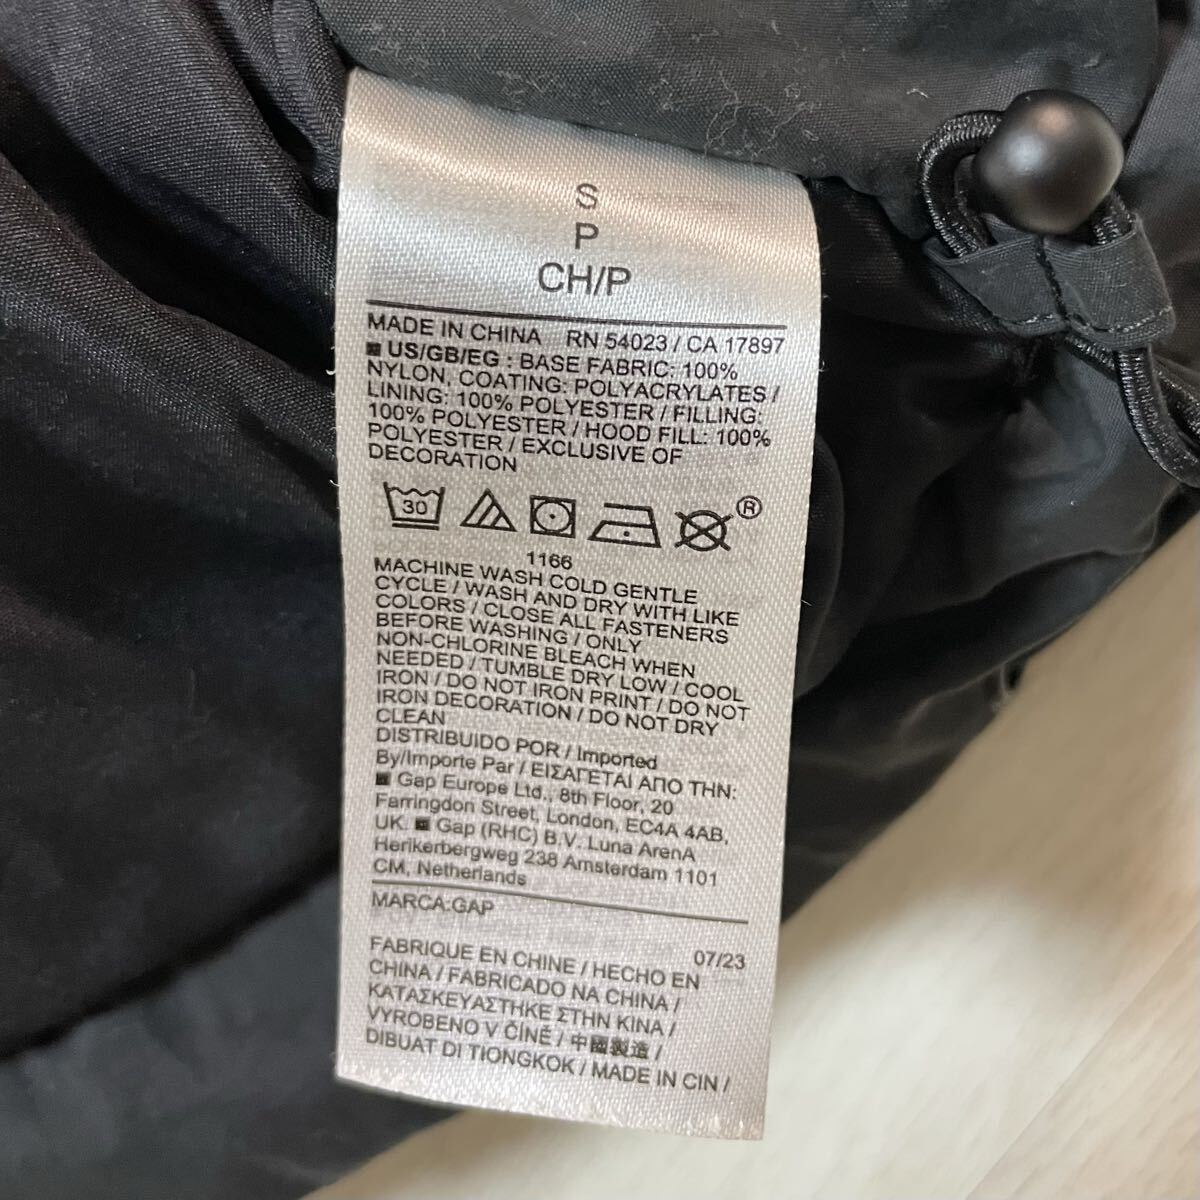 S
P
CH/P
MADE IN CHINA RN 54023 / CA 17897
■ US/GB/EG : BASE FABRIC: 100%
NYLON, COATING: POLYACRYLATES /
LINING: 100% POLYESTER / FILLING:
100% POLYESTER / HOOD FILL: 100%
POLYESTER / EXCLUSIVE OF
DECORATION
30
®
1166
MACHINE WASH COLD GENTLE
CYCLE / WASH AND DRY WITH LIKE
COLORS / CLOSE ALL FASTENERS
BEFORE WASHING / ONLY
NON-CHLORINE BLEACH WHEN
NEEDED / TUMBLE DRY LOW / COOL
IRON / DO NOT IRON PRINT / DO NOT
IRON DECORATION / DO NOT DRY
CLEAN
DISTRIBUIDO POR / Imported
By/Importe Par / ΕΙΣΑΓΕΤΑΙ ΑΠΟ ΤΗΝ:
■ Gap Europe Ltd., 8th Floor, 20
Farringdon Street, London, EC4A 4AB,
UK. ■ Gap (RHC) B.V. Luna ArenA
Herikerbergweg 238 Amsterdam 1101
CM, Netherlands
MARCA:GAP
07/23
FABRIQUE EN CHINE / HECHO EN
CHINA / FABRICADO NA CHINA /
ΚΑΤΑΣΚΕΥΑΣΤΗΚΕ ΣΤΗΝ ΚΙΝΑ /
VYROBENO V ČÍNĚ / 中國製造 /
DIBUAT DI TIONGKOK / MADE IN CIN /